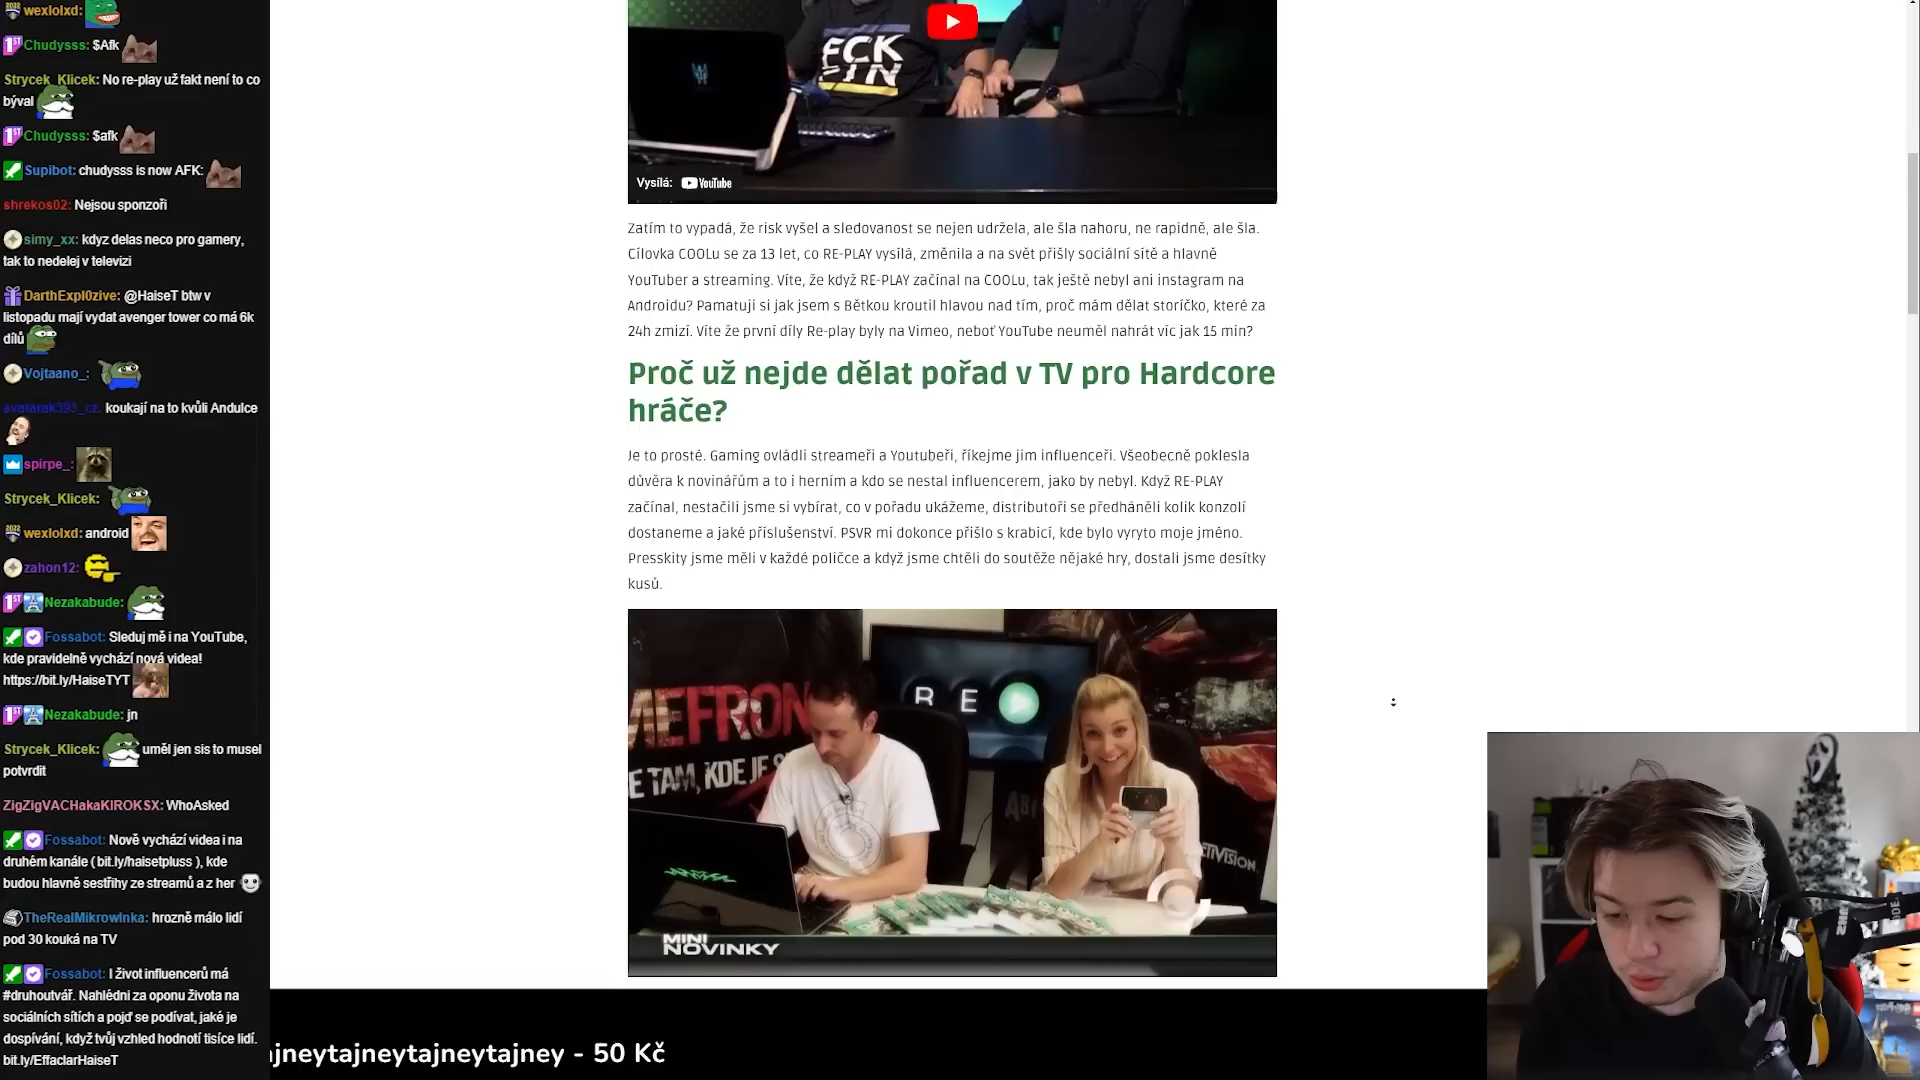 wexlolxd:
Chudysss: $Afk
Strycek_Klicek: No re-play už fakt není to co
býval
Chudysss: $afk
Supibot: chudysss is now AFK:
shrekos02: Nejsou sponzoři
simy_xx: kdyz delas neco pro gamery,
tak to nedelej v televizi
DarthExpl0zive: @HaiseT btw v
listopadu mají vydat avenger tower co má 6k
dílů
Vojtaano_:
avatarak393_cz: koukají na to kvůli Andulce
spirpe_:
Strycek_Klicek:
wexlolxd: android
zahon12:
Nezakabude:
Fossabot: Sleduj mě i na YouTube,
kde pravidelně vychází nová videa!
https://bit.ly/HaiseTYT
Nezakabude: jn
Strycek_Klicek: uměl jen sis to musel
potvrdit
ZigZigVACHakaKIROKSX: WhoAsked
Fossabot: Nově vychází videa i na
druhém kanále ( bit.ly/haisetpluss ), kde
budou hlavně sestřihy ze streamů a z her
TheRealMikrowInka: hrozně málo lidí
pod 30 kouká na TV
Fossabot: I život influencerů má
#druhoutvář. Nahlédni za oponu života na
sociálních sítích a pojď se podívat, jaké je
dospívání, když tvůj vzhled hodnotí tisíce lidí.
bit.ly/EffaclarHaiseT
FCK
Vysílá: YouTube
Zatím to vypadá, že risk vyšel a sledovanost se nejen udržela, ale šla nahoru, ne rapidně, ale šla.
Cílovka COOLu se za 13 let, co RE-PLAY vysílá, změnila a na svět přišly sociální sítě a hlavně
YouTuber a streaming. Víte, že když RE-PLAY začínal na COOLu, tak ještě nebyl ani instagram na
Androidu? Pamatuji si jak jsem s Bětkou kroutil hlavou nad tím, proč mám dělat storíčko, které za
24h zmizí. Víte že první díly Re-play byly na Vimeo, neboť YouTube neuměl nahrát víc jak 15 min?
Proč už nejde dělat pořad v TV pro Hardcore
hráče?
Je to prosté. Gaming ovládli streameři a Youtubeři, říkejme jim influenceři. Všeobecně poklesla
důvěra k novinářům a to i herním a kdo se nestal influencerem, jako by nebyl. Když RE-PLAY
začínal, nestačili jsme si vybírat, co v pořadu ukážeme, distributoři se předháněli kolik konzolí
dostaneme a jaké příslušenství. PSVR mi dokonce přišlo s krabicí, kde bylo vyryto moje jméno.
Presskity jsme měli v každé poličce a když jsme chtěli do soutěže nějaké hry, dostali jsme desítky
kusů.
RE
MEFRON
E TAM, KDE JE
CTIVISION
MINI
NOVINKY
ajneytajneytajneytajney - 50 Kč